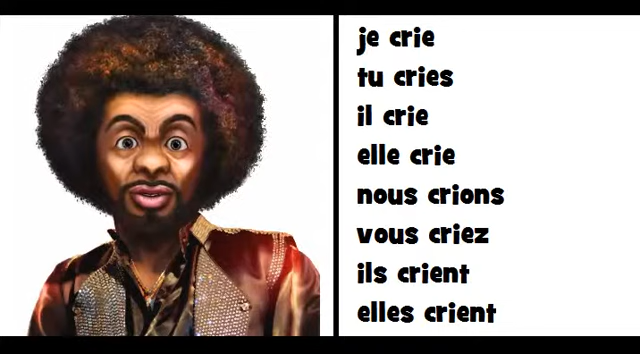 je crie
tu cries
il crie
elle crie
nous crions
vous criez
ils crient
elles crient